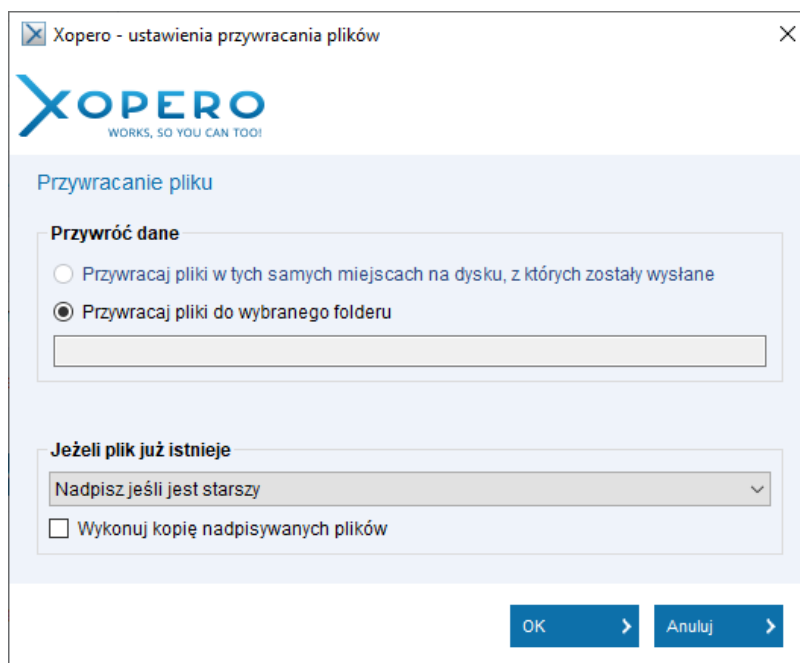 Xopero - ustawienia przywracania plików
XOPERO
WORKS, SO YOU CAN TOO!
Przywracanie pliku
Przywróć dane
Przywracaj pliki w tych samych miejscach na dysku, z których zostały wysłane
Przywracaj pliki do wybranego folderu
Jeżeli plik już istnieje
Nadpisz jeśli jest starszy
Wykonuj kopię nadpisywanych plików
OK
Anuluj